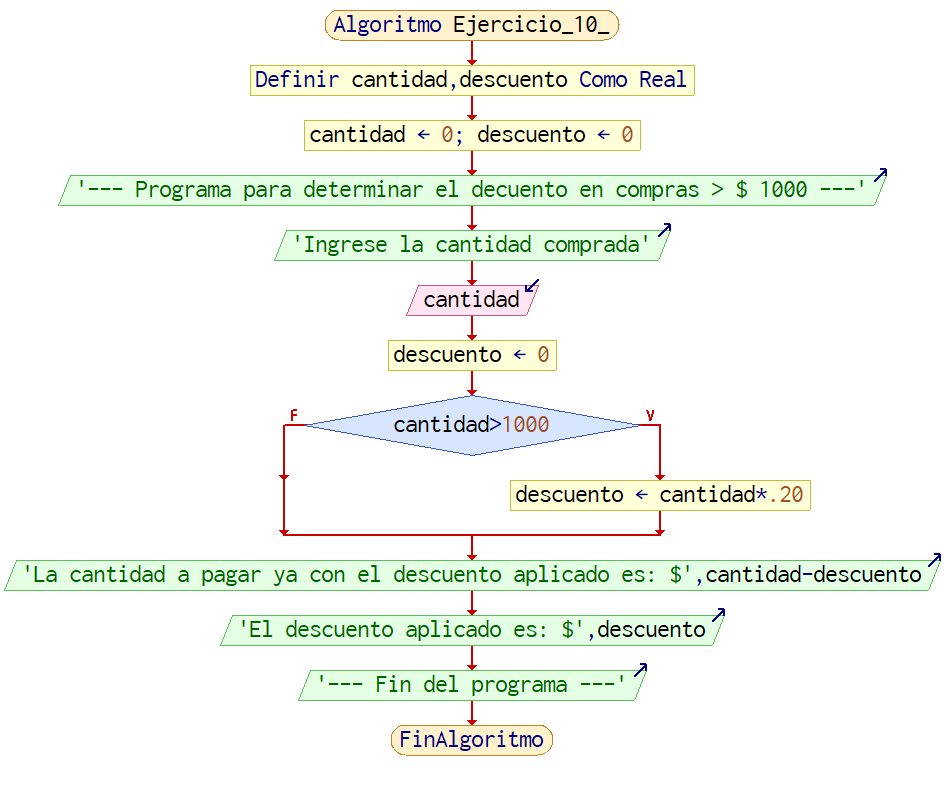 Algoritmo Ejercicio_10_
Definir cantidad,descuento Como Real
cantidad ← 0; descuento ← 0
'--- Programa para determinar el decuento en compras > $ 1000 ---'
'Ingrese la cantidad comprada'
cantidad
descuento ← 0
F
cantidad>1000
V
descuento ← cantidad*.20
'La cantidad a pagar ya con el descuento aplicado es: $',cantidad-descuento
'El descuento aplicado es: $',descuento
'--- Fin del programa ---'
FinAlgoritmo